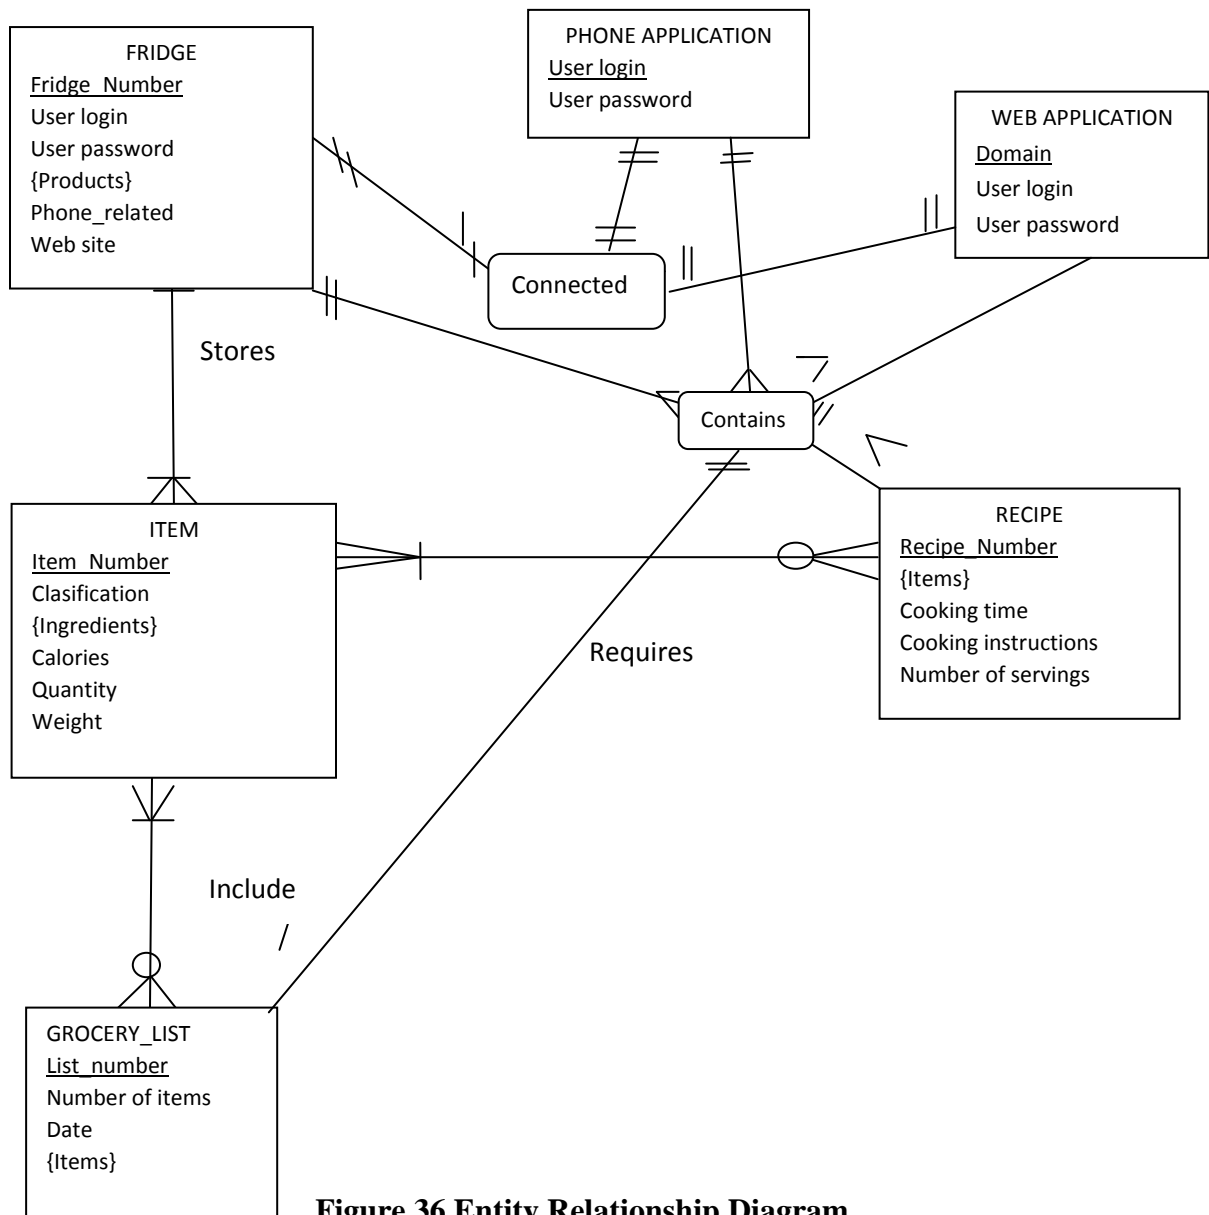 FRIDGE
Fridge_Number
User login
User password
{Products}
Phone_related
Web site
PHONE APPLICATION
User login
User password
WEB APPLICATION
Domain
User login
User password
Connected
Stores
Contains
ITEM
Item_Number
Clasification
{Ingredients}
Calories
Quantity
Weight
RECIPE
Recipe_Number
{Items}
Cooking time
Cooking instructions
Number of servings
Requires
Include
GROCERY_LIST
List_number
Number of items
Date
{Items}
Figure 36 Entity Relationship Diagram